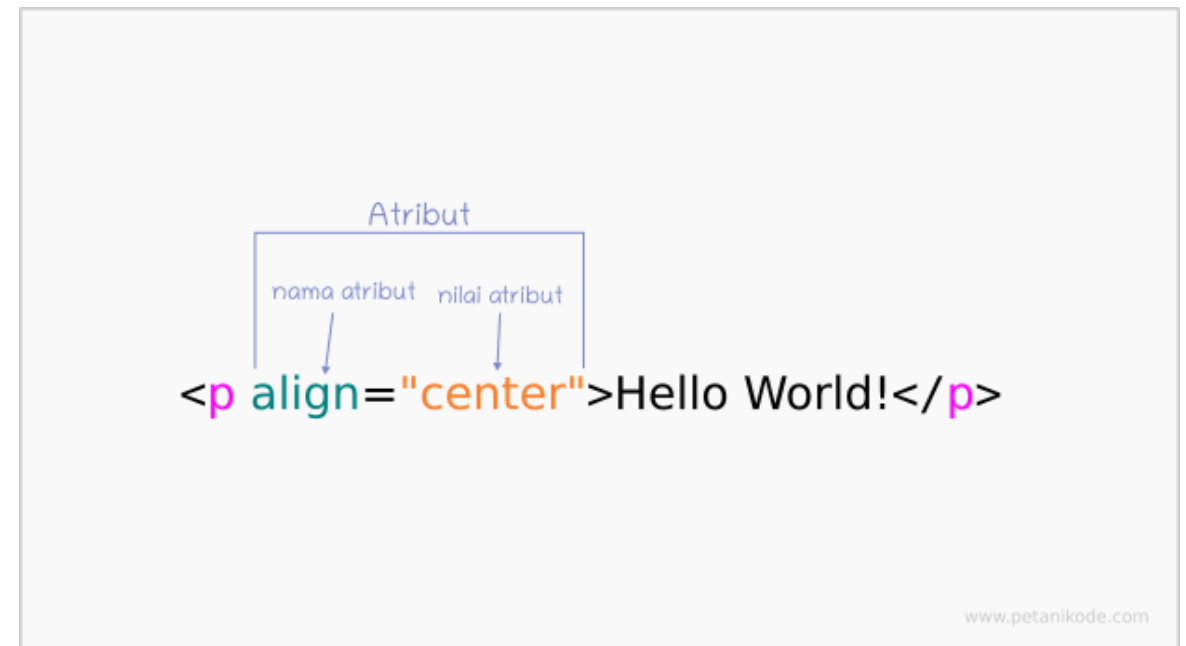 Atribut
nama atribut nilai atribut
<p align="center">Hello World!</p>
www.petanikode.com